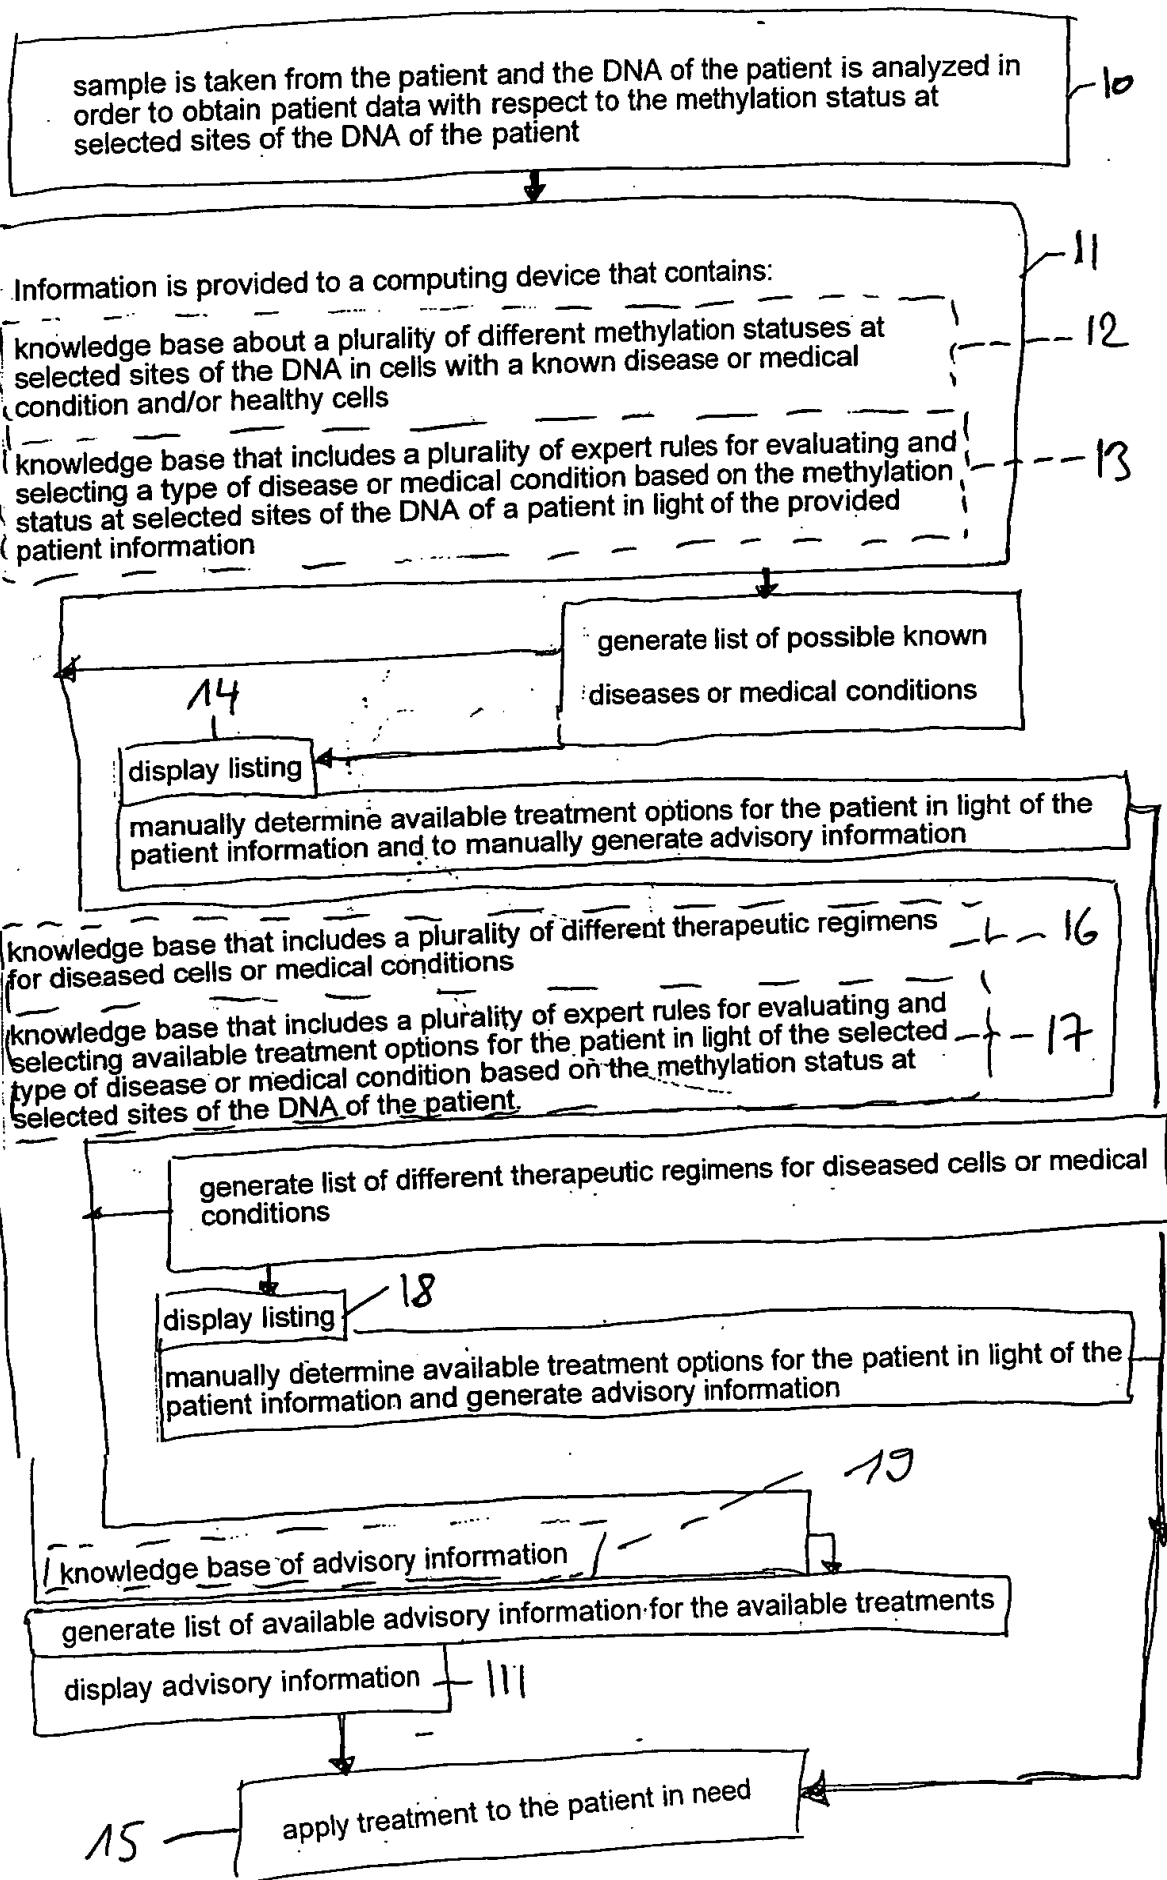 sample is taken from the patient and the DNA of the patient is analyzed in
order to obtain patient data with respect to the methylation status at
selected sites of the DNA of the patient
10
Information is provided to a computing device that contains:
11
knowledge base about a plurality of different methylation statuses at
selected sites of the DNA in cells with a known disease or medical
condition and/or healthy cells
12
knowledge base that includes a plurality of expert rules for evaluating and
selecting a type of disease or medical condition based on the methylation
status at selected sites of the DNA of a patient in light of the provided
patient information
13
generate list of possible known
diseases or medical conditions
14
display listing
manually determine available treatment options for the patient in light of the
patient information and to manually generate advisory information
knowledge base that includes a plurality of different therapeutic regimens
for diseased cells or medical conditions
16
knowledge base that includes a plurality of expert rules for evaluating and
selecting available treatment options for the patient in light of the selected
type of disease or medical condition based on the methylation status at
selected sites of the DNA of the patient
17
generate list of different therapeutic regimens for diseased cells or medical
conditions
18
display listing
manually determine available treatment options for the patient in light of the
patient information and generate advisory information
19
knowledge base of advisory information
generate list of available advisory information for the available treatments
display advisory information
111
apply treatment to the patient in need
15